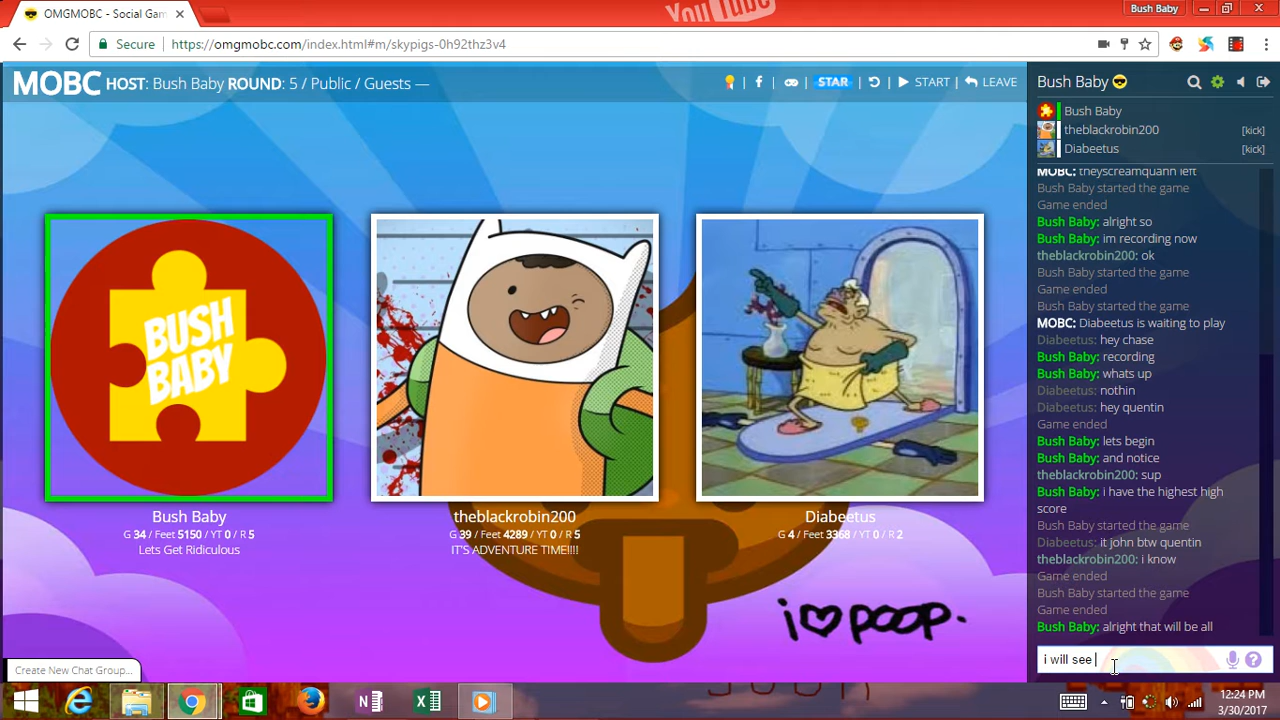 OMGMOBC - Social Gam
YouTube
Bush Baby
Secure
https://omgmobc.com/index.html#m/skypigs-0h92thz3v4
MOBC HOST: Bush Baby ROUND: 5 / Public / Guests —
STAR
START
LEAVE
Bush Baby
Bush Baby
theblackrobin200 [kick]
Diabeetus [kick]
MOBC: theyscreamquann left
Bush Baby started the game
Game ended
Bush Baby: alright so
Bush Baby: im recording now
theblackrobin200: ok
Bush Baby started the game
Game ended
Bush Baby started the game
MOBC: Diabeetus is waiting to play
Diabeetus: hey chase
Bush Baby: recording
Bush Baby: whats up
Diabeetus: nothin
Diabeetus: hey quentin
Game ended
Bush Baby: lets begin
Bush Baby: and notice
theblackrobin200: sup
Bush Baby: i have the highest high
score
Bush Baby started the game
Diabeetus: it john btw quentin
theblackrobin200: i know
Game ended
Bush Baby started the game
Game ended
Bush Baby: alright that will be all
i will see
BUSH
BABY
Bush Baby
G 34 / Feet 5150 / YT 0 / R 5
Lets Get Ridiculous
theblackrobin200
G 39 / Feet 4289 / YT 0 / R 5
IT'S ADVENTURE TIME!!!!
Diabeetus
G 4 / Feet 3368 / YT 0 / R 2
i♡poop.
Create New Chat Group...
12:24 PM
3/30/2017